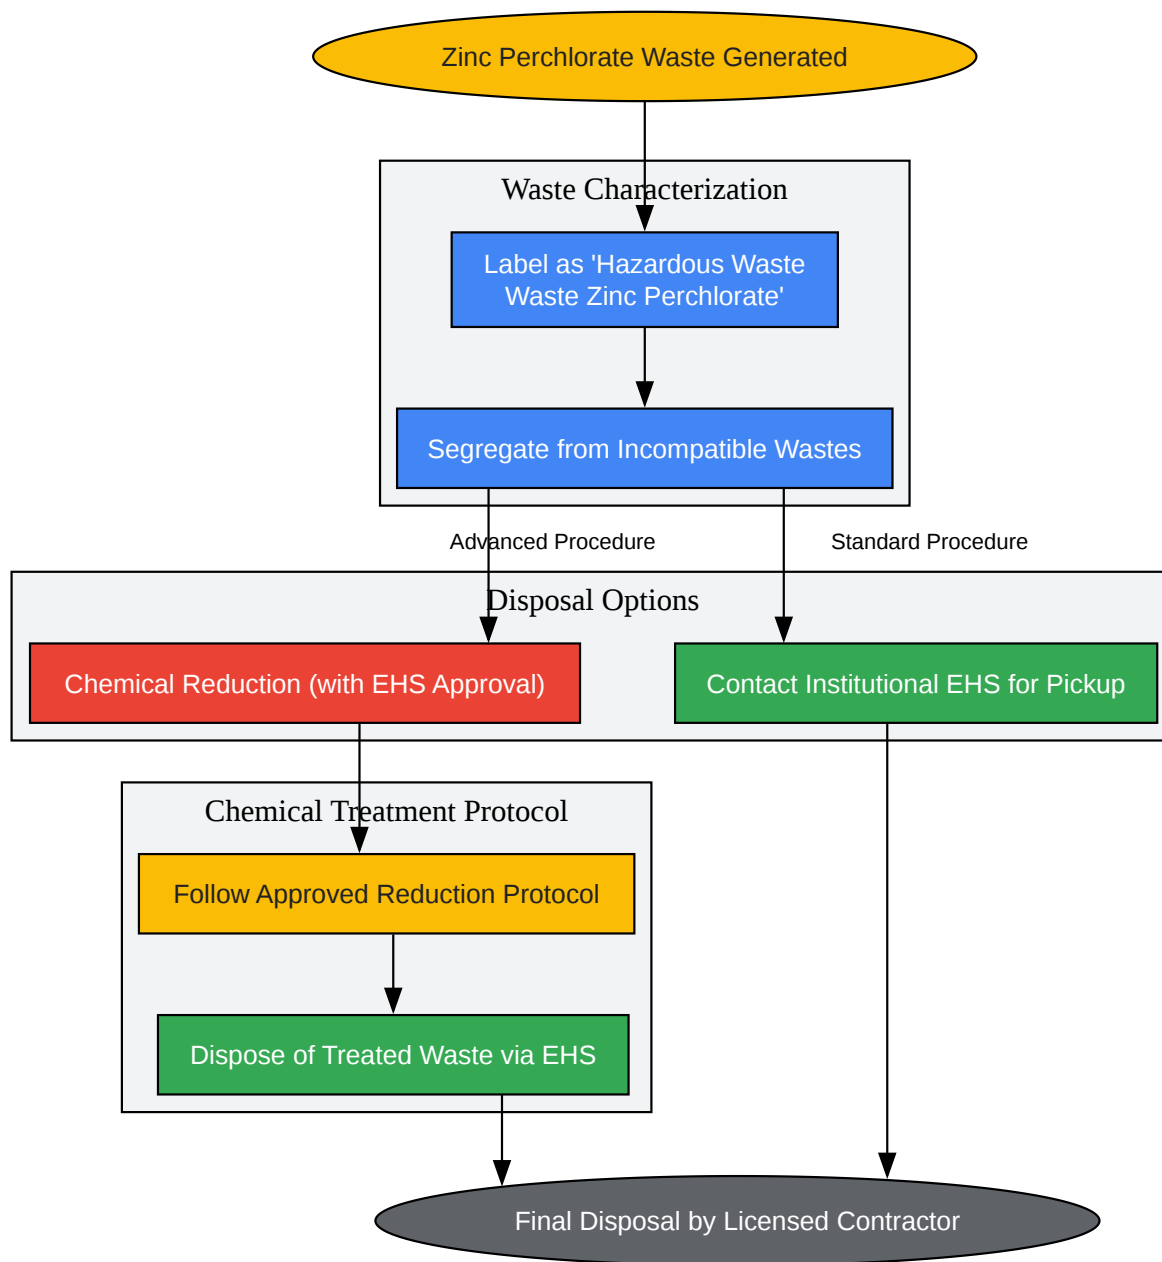 Zinc Perchlorate Waste Generated
Waste Characterization
Label as 'Hazardous Waste
Waste Zinc Perchlorate'
Segregate from Incompatible Wastes
Advanced Procedure
Standard Procedure
Disposal Options
Chemical Reduction (with EHS Approval)
Contact Institutional EHS for Pickup
Chemical Treatment Protocol
Follow Approved Reduction Protocol
Dispose of Treated Waste via EHS
Final Disposal by Licensed Contractor